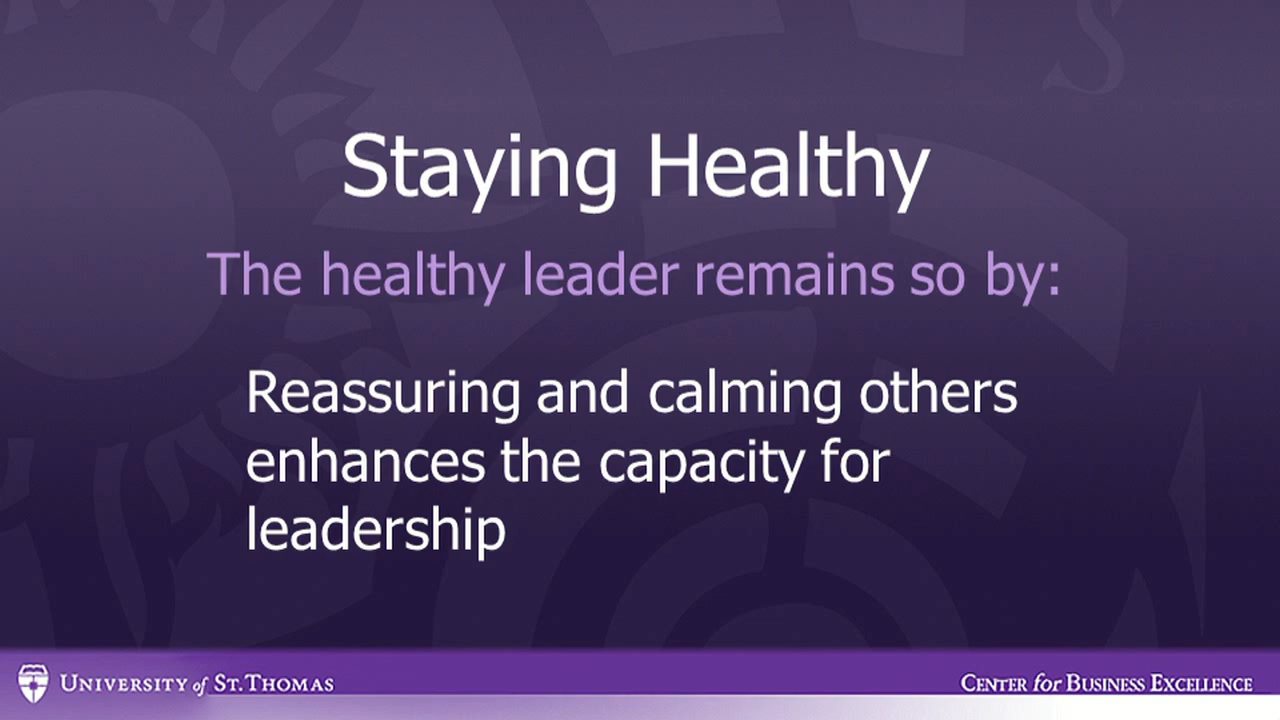 Staying Healthy
The healthy leader remains so by:
Reassuring and calming others
enhances the capacity for
leadership
UNIVERSITY of ST. THOMAS
CENTER for BUSINESS EXCELLENCE